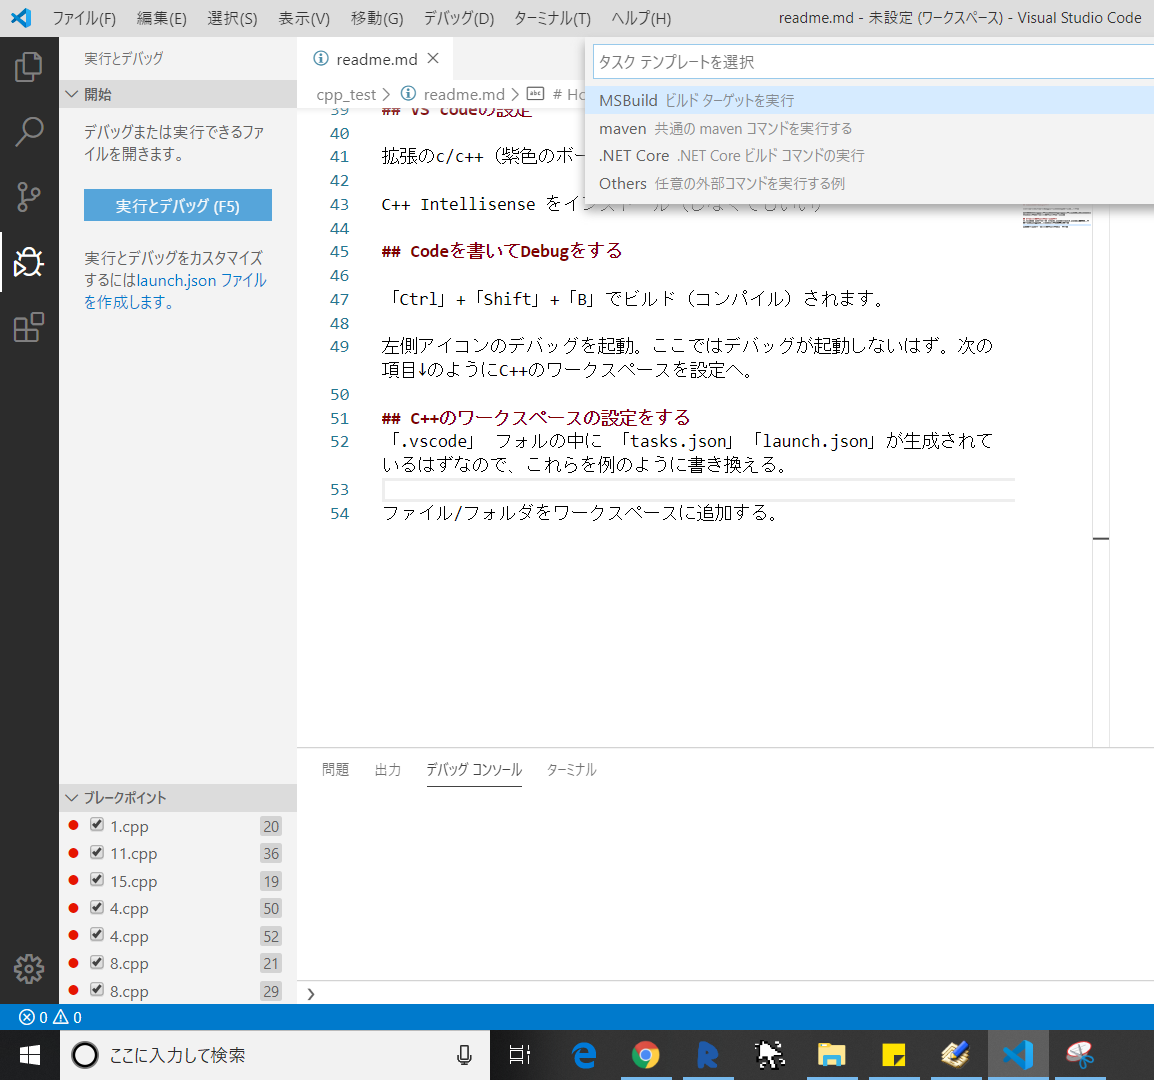 ファイル(F) 編集(E) 選択(S) 表示(V) 移動(G) デバッグ(D) ターミナル(T) ヘルプ(H) readme.md - 未設定 (ワークスペース) - Visual Studio Code
実行とデバッグ
開始
デバッグまたは実行できるファ
イルを開きます。
実行とデバッグ (F5)
実行とデバッグをカスタマイズ
するにはlaunch.json ファイル
を作成します。
readme.md
cpp_test > readme.md > # Ho
タスク テンプレートを選択
MSBuild ビルド ターゲットを実行
maven 共通の maven コマンドを実行する
.NET Core .NET Core ビルド コマンドの実行
Others 任意の外部コマンドを実行する例
39 ## VS codeの設定
40
41 拡張のc/c++（紫色のボー
42
43 C++ Intellisense をインストール（しなくてもいい）
44
45 ## Codeを書いてDebugをする
46
47 「Ctrl」+「Shift」+「B」でビルド（コンパイル）されます。
48
49 左側アイコンのデバッグを起動。ここではデバッグが起動しないはず。次の
項目↓のようにC++のワークスペースを設定へ。
50
51 ## C++のワークスペースの設定をする
52 「.vscode」 フォルの中に 「tasks.json」「launch.json」が生成されて
いるはずなので、これらを例のように書き換える。
53
54 ファイル/フォルダをワークスペースに追加する。
問題 出力 デバッグ コンソール ターミナル
ブレークポイント
1.cpp 20
11.cpp 36
15.cpp 19
4.cpp 50
4.cpp 52
8.cpp 21
8.cpp 29
0 0
ここに入力して検索